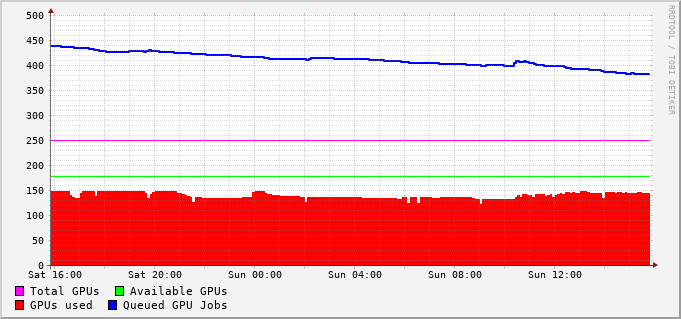 500
450
400
350
300
250
200
150
100
50
0
Sat 16:00 Sat 20:00 Sun 00:00 Sun 04:00 Sun 08:00 Sun 12:00
Total GPUs Available GPUs
GPUs used Queued GPU Jobs
RRDTOOL / TOBI OETIKER